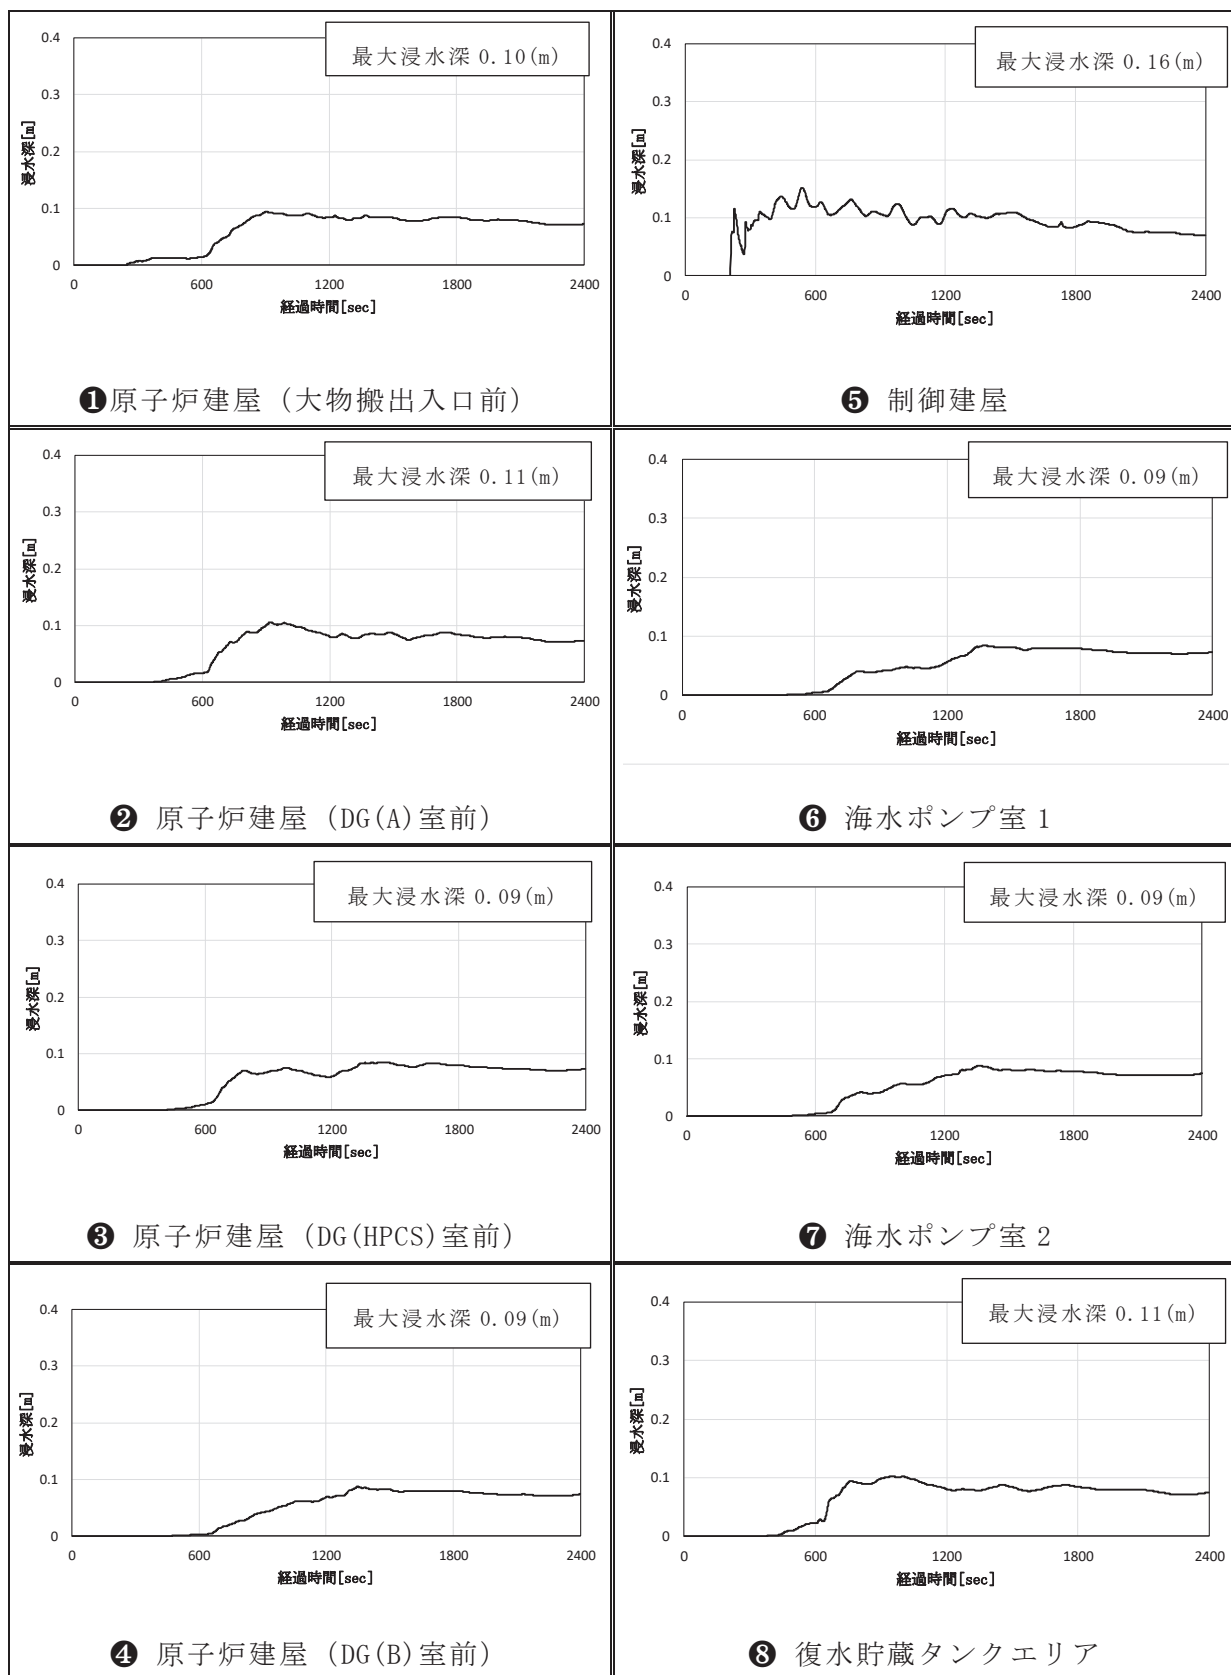 最大浸水深 0.10(m)
0.4
0.3
0.2
0.1
0
浸水深[m]
0
600
1200
1800
2400
経過時間[sec]
❶原子炉建屋（大物搬出入口前）
最大浸水深 0.16(m)
0.4
0.3
0.2
0.1
0
浸水深[m]
0
600
1200
1800
2400
経過時間[sec]
❺ 制御建屋
最大浸水深 0.11(m)
0.4
0.3
0.2
0.1
0
浸水深[m]
0
600
1200
1800
2400
経過時間[sec]
❷ 原子炉建屋（DG(A)室前）
最大浸水深 0.09(m)
0.4
0.3
0.2
0.1
0
浸水深[m]
0
600
1200
1800
2400
経過時間[sec]
❻ 海水ポンプ室 1
最大浸水深 0.09(m)
0.4
0.3
0.2
0.1
0
浸水深[m]
0
600
1200
1800
2400
経過時間[sec]
❸ 原子炉建屋（DG(HPCS)室前）
最大浸水深 0.09(m)
0.4
0.3
0.2
0.1
0
浸水深[m]
0
600
1200
1800
2400
経過時間[sec]
❼ 海水ポンプ室 2
最大浸水深 0.09(m)
0.4
0.3
0.2
0.1
0
浸水深[m]
0
600
1200
1800
2400
経過時間[sec]
❹ 原子炉建屋（DG(B)室前）
最大浸水深 0.11(m)
0.4
0.3
0.2
0.1
0
浸水深[m]
0
600
1200
1800
2400
経過時間[sec]
❽ 復水貯蔵タンクエリア